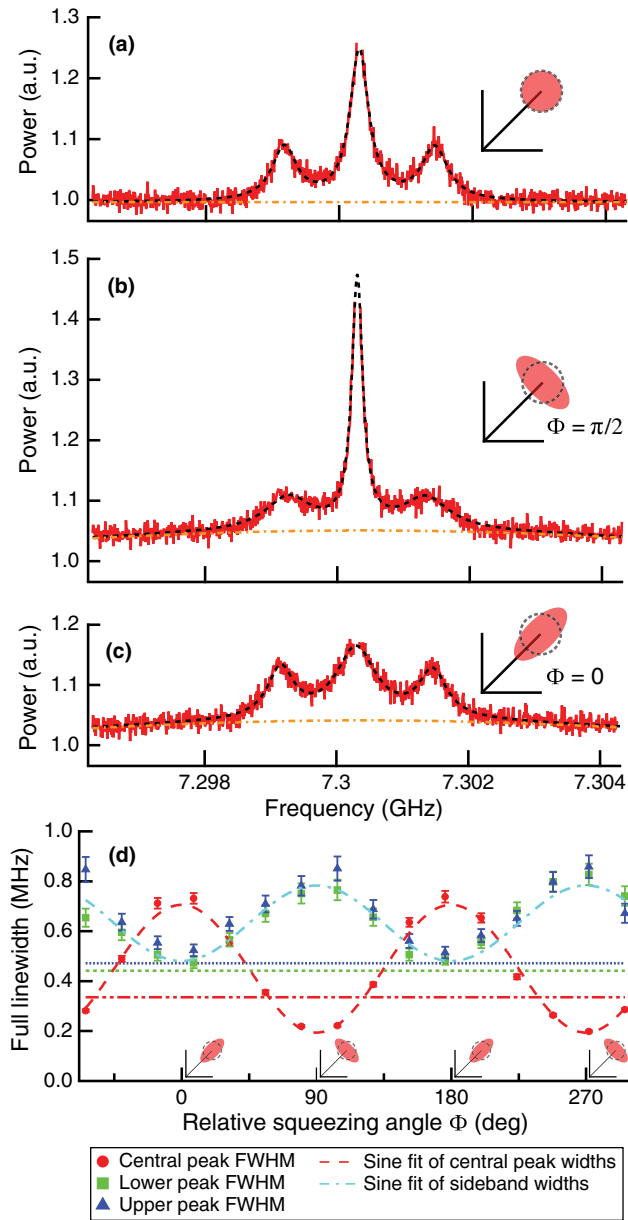 1.3
(a)
1.2
1.1
1.0
Power (a.u.)
1.5
(b)
1.4
1.3
1.2
1.1
1.0
Power (a.u.)
Φ = π/2
1.2
(c)
1.1
1.0
Power (a.u.)
Φ = 0
7.298 7.3 7.302 7.304
Frequency (GHz)
1.0
(d)
0.8
0.6
0.4
0.2
0.0
Full linewidth (MHz)
0 90 180 270
Relative squeezing angle Φ (deg)
Central peak FWHM Sine fit of central peak widths
Lower peak FWHM Sine fit of sideband widths
Upper peak FWHM